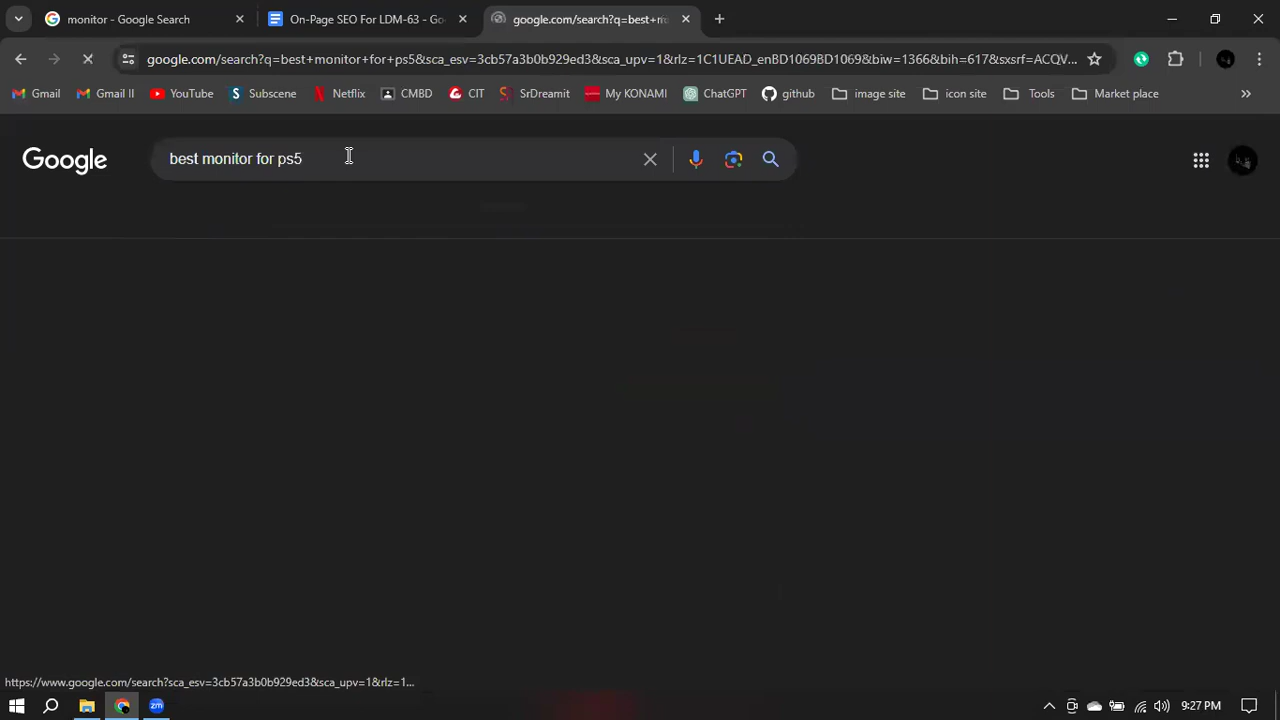 monitor - Google Search
On-Page SEO For LDM-63 - Go
google.com/search?q=best+m
google.com/search?q=best+monitor+for+ps5&sca_esv=3cb57a3b0b929ed3&sca_upv=1&rlz=1C1UEAD_enBD1069BD1069&biw=1366&bih=617&sxsrf=ACQV...
Gmail
Gmail II
YouTube
Subscene
Netflix
CMBD
CIT
SrDreamit
My KONAMI
ChatGPT
github
image site
icon site
Tools
Market place
Google
best monitor for ps5
https://www.google.com/search?sca_esv=3cb57a3b0b929ed3&sca_upv=1&rlz=1...
9:27 PM